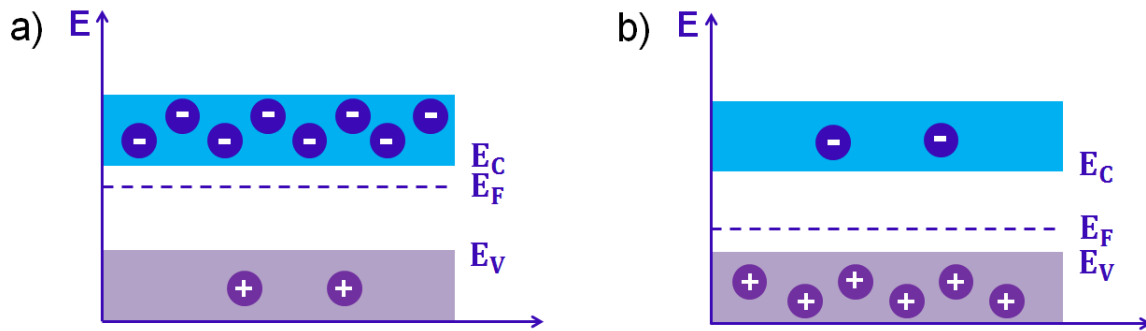 a)
E
- - - - - - - -
E_C
E_F
E_V
+ +
b)
E
- -
E_C
E_F
E_V
+ + + + + +